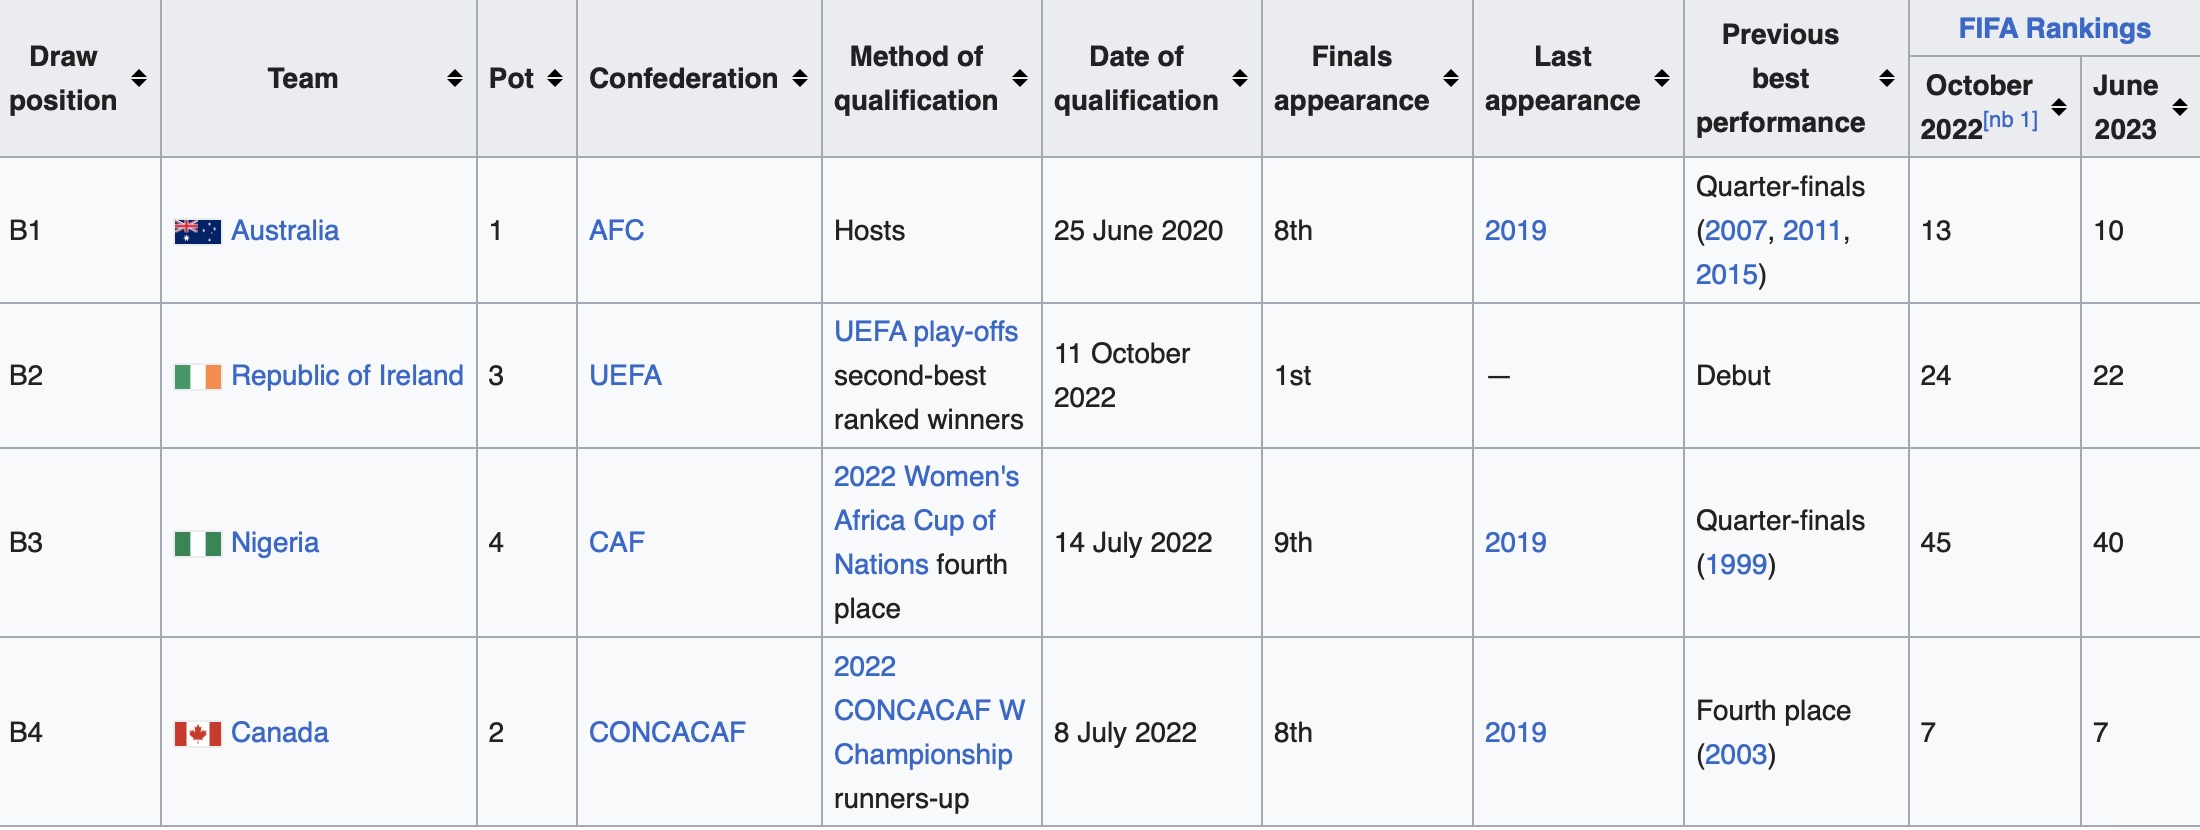 Draw position
Team
Pot
Confederation
Method of qualification
Date of qualification
Finals appearance
Last appearance
Previous best performance
FIFA Rankings
October 2022[nb 1]
June 2023
B1
Australia
1
AFC
Hosts
25 June 2020
8th
2019
Quarter-finals
(2007, 2011,
2015)
13
10
B2
Republic of Ireland
3
UEFA
UEFA play-offs
second-best
ranked winners
11 October
2022
1st
—
Debut
24
22
B3
Nigeria
4
CAF
2022 Women's
Africa Cup of
Nations fourth
place
14 July 2022
9th
2019
Quarter-finals
(1999)
45
40
B4
Canada
2
CONCACAF
2022
CONCACAF W
Championship
runners-up
8 July 2022
8th
2019
Fourth place
(2003)
7
7